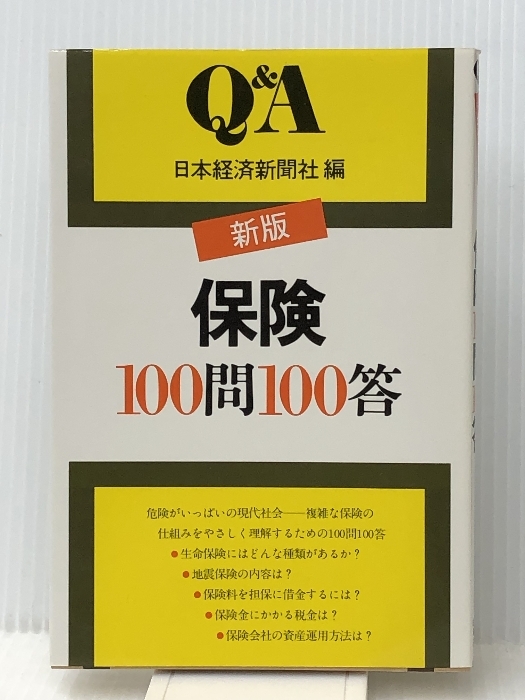 Q&A
日本経済新聞社 編
新版
保険
100問100答
危険がいっぱいの現代社会──複雑な保険の
仕組みをやさしく理解するための100問100答
●生命保険にはどんな種類があるか？
●地震保険の内容は？
●保険料を担保に借金するには？
●保険金にかかる税金は？
●保険会社の資産運用方法は？